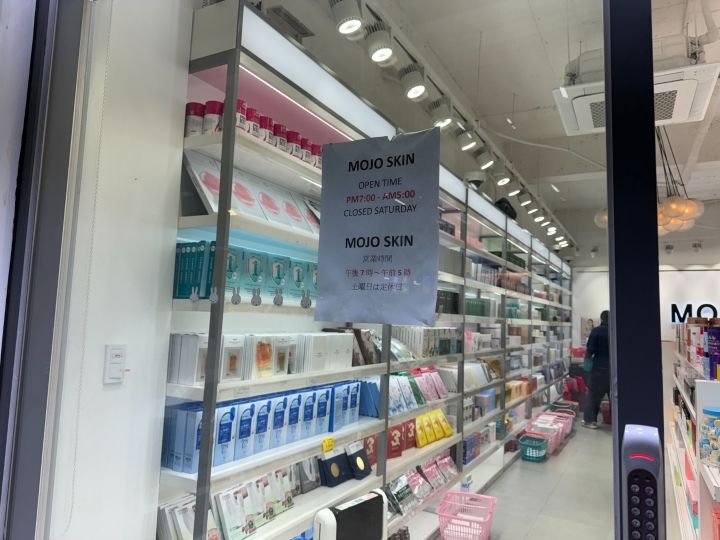 MOJO SKIN
OPEN TIME
PM7:00 - AM5:00
CLOSED SATURDAY
MOJO SKIN
営業時間
午後7時~午前5時
土曜日は定休日
MO